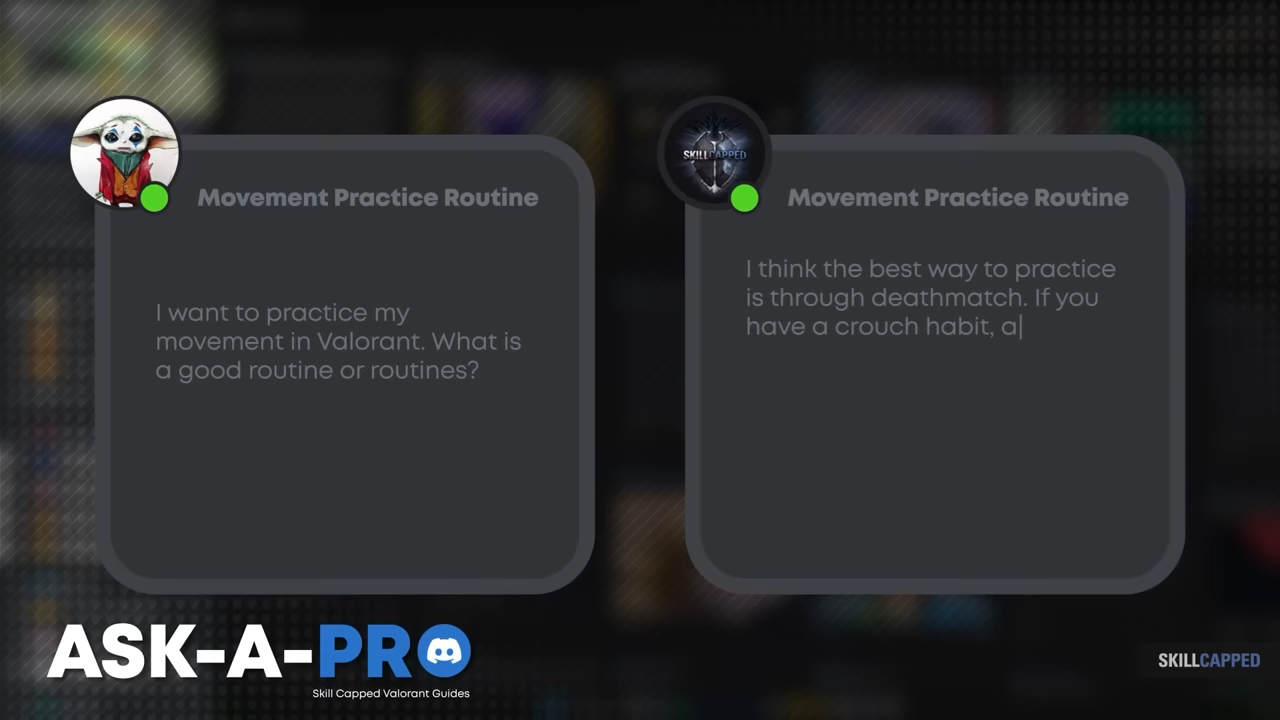 Movement Practice Routine
I want to practice my
movement in Valorant. What is
a good routine or routines?
SKILLCAPPED
Movement Practice Routine
I think the best way to practice
is through deathmatch. If you
have a crouch habit, a|
ASK-A-PRO
Skill Capped Valorant Guides
SKILLCAPPED